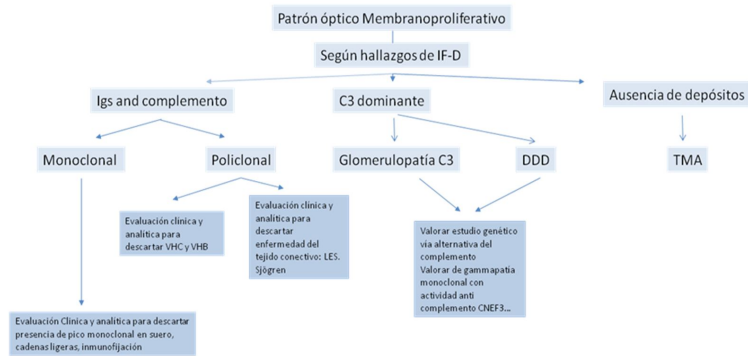 Patrón óptico Membranoproliferativo
Según hallazgos de IF-D
Igs and complemento
C3 dominante
Ausencia de depósitos
Monoclonal
Policlonal
Glomerulopatía C3
DDD
TMA
Evaluación clínica y
analítica para
descartar VHC y VHB
Evaluación clínica y
analítica para
descartar
enfermedad del
tejido conectivo: LES.
Sjögren
Valorar estudio genético
via alternativa del
complemento
Valorar de gammapatía
monoclonal con
actividad anti
complemento CNEF3...
Evaluación Clinica y analítica para descartar
presencia de pico monoclonal en suero,
cadenas ligeras, inmunofijación